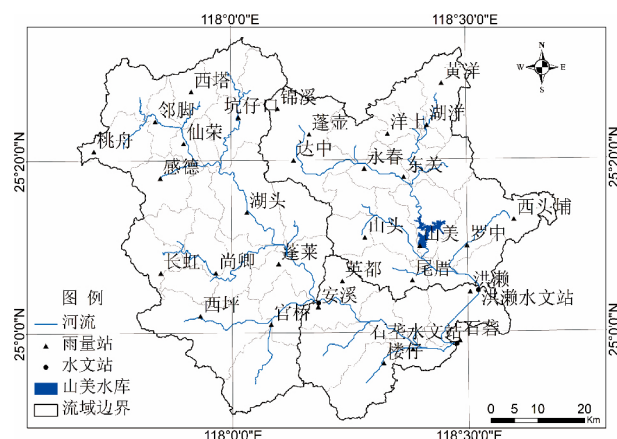 118°0'0"E
118°30'0"E
N
W
E
S
黄洋
西塔
坑仔口
锦溪
湖洋
邻脚
蓬壶
洋上
仙荣
桃舟
达中
永春
东关
25°20'0"N
25°20'0"N
感德
湖头
西头埔
山头
山美
罗中
长虹
尚卿
蓬莱
英都
尾厝
洪濑
洪濑水文站
安溪
西坪
官桥
石砻水文站
石砻
楼仔
25°0'0"N
25°0'0"N
图 例
河流
雨量站
水文站
山美水库
流域边界
0 5 10 20
Km
118°0'0"E
118°30'0"E